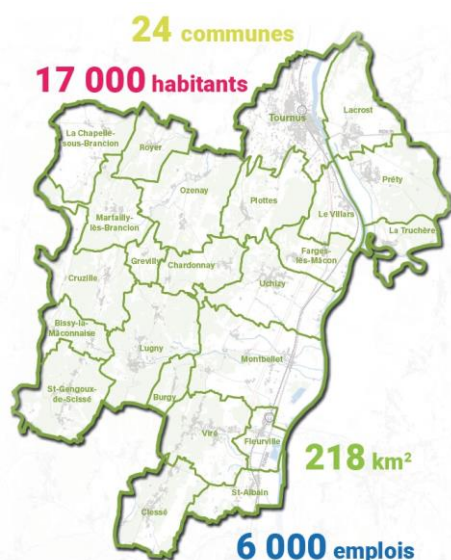 24 communes
17 000 habitants
Lacrost
Tournus
La Chapelle-
sous-Brancion
Royer
Préty
Ozenay
Plottes
Martailly-
lès-Brancion
Le Villars
La Truchère
Farges-
lès-Mâcon
Grevilly
Chardonnay
Cruzille
Uchizy
Bissy-la-
Mâconnaise
Lugny
Montbellet
St-Gengoux-
de-Scissé
Burgy
Viré
Fleurville
218 km²
St-Albain
Clessé
6 000 emplois